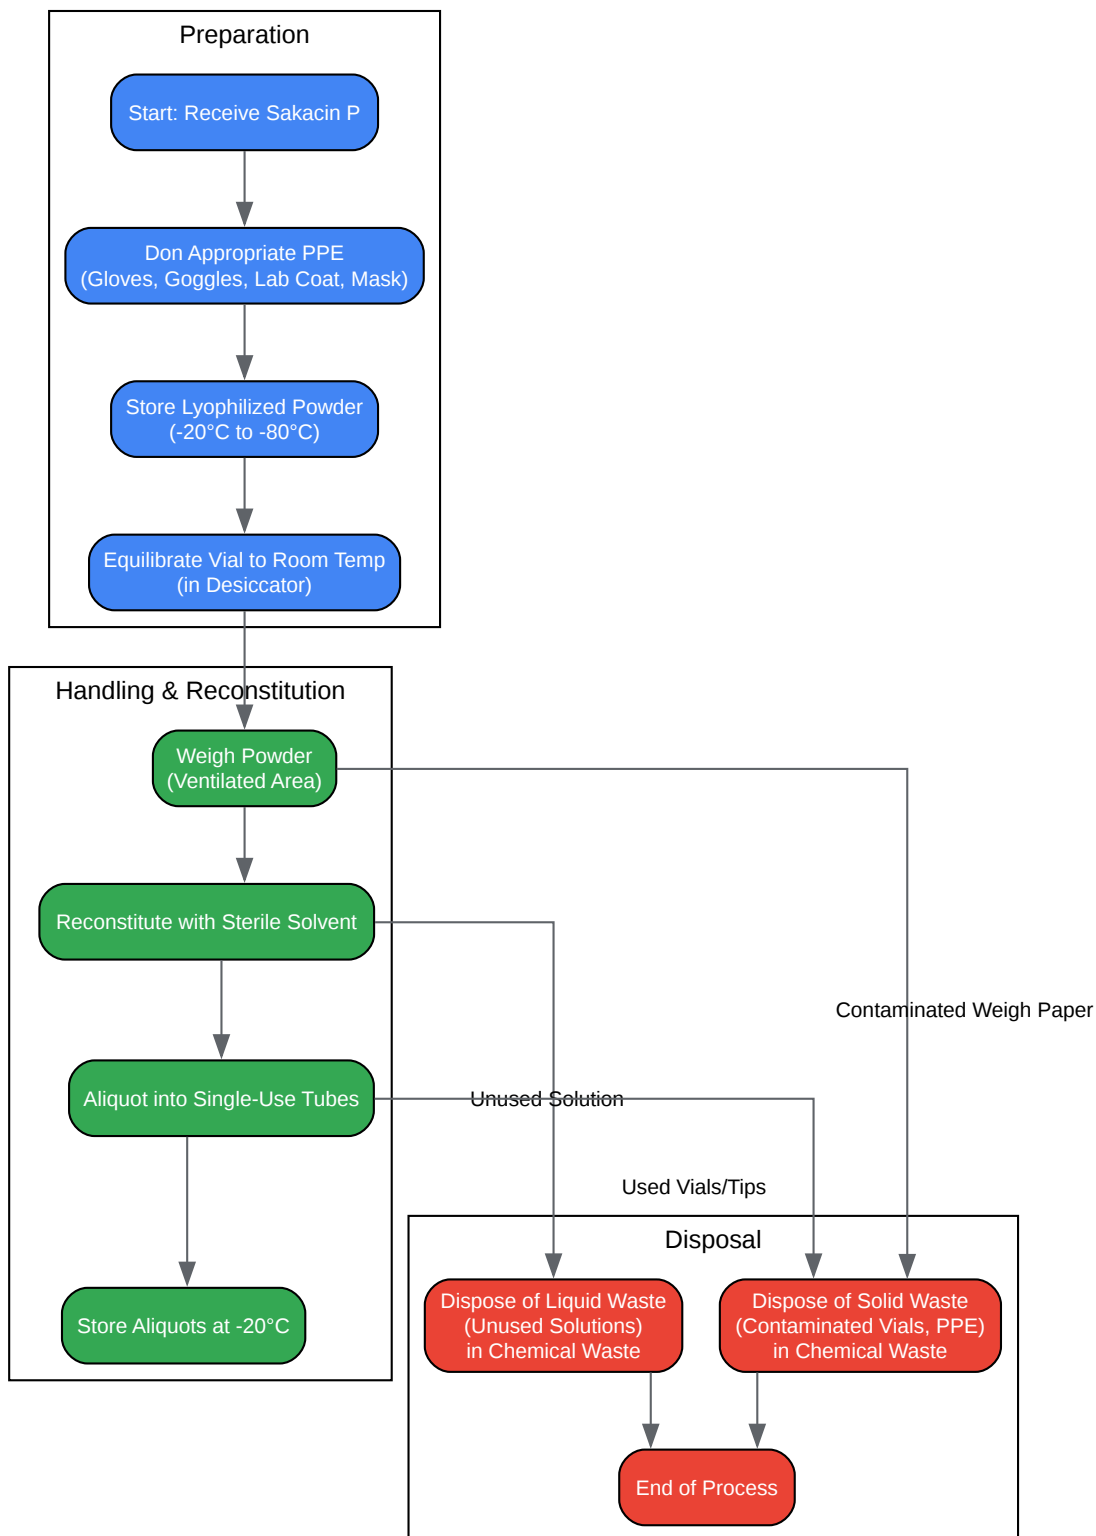 Preparation
Start: Receive Sakacin P
Don Appropriate PPE
(Gloves, Goggles, Lab Coat, Mask)
Store Lyophilized Powder
(-20°C to -80°C)
Equilibrate Vial to Room Temp
(in Desiccator)
Handling & Reconstitution
Weigh Powder
(Ventilated Area)
Reconstitute with Sterile Solvent
Contaminated Weigh Paper
Aliquot into Single-Use Tubes
Unused Solution
Used Vials/Tips
Disposal
Dispose of Liquid Waste
(Unused Solutions)
in Chemical Waste
Dispose of Solid Waste
(Contaminated Vials, PPE)
in Chemical Waste
Store Aliquots at -20°C
End of Process